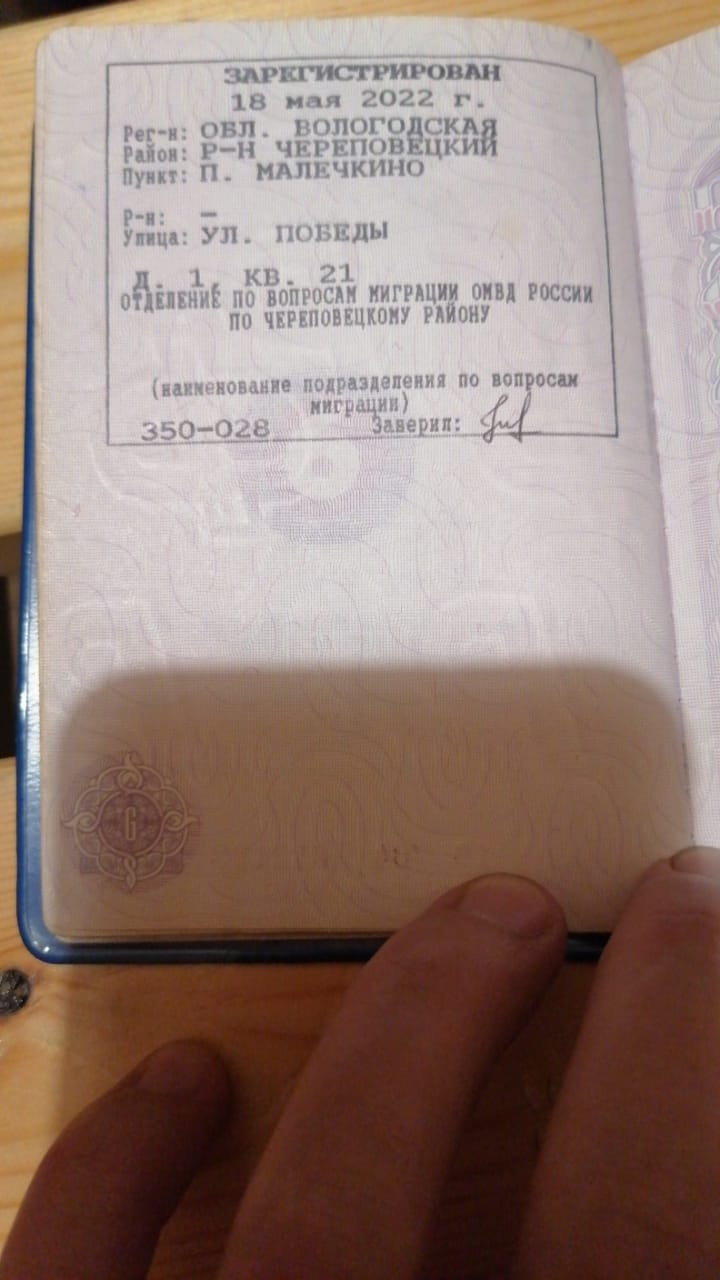 ЗАРЕГИСТРИРОВАН
18 мая 2022 г.
Рег-н: ОБЛ. ВОЛОГОДСКАЯ
Район: Р-Н ЧЕРЕПОВЕЦКИЙ
Пункт: П. МАЛЕЧКИНО
Р-н: –
Улица: УЛ. ПОБЕДЫ
Д. 1, КВ. 21
ОТДЕЛЕНИЕ ПО ВОПРОСАМ МИГРАЦИИ ОМВД РОССИИ
ПО ЧЕРЕПОВЕЦКОМУ РАЙОНУ
(наименование подразделения по вопросам
миграции)
350-028 Заверил:
6